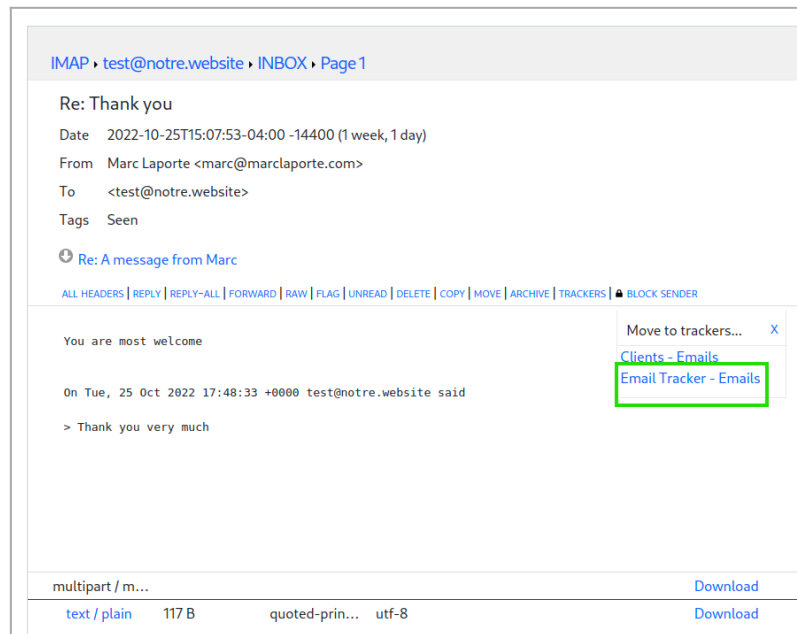 IMAP ▸ test@notre.website ▸ INBOX ▸ Page 1
Re: Thank you
Date 2022-10-25T15:07:53-04:00 -14400 (1 week, 1 day)
From Marc Laporte <marc@marclaporte.com>
To <test@notre.website>
Tags Seen
Re: A message from Marc
ALL HEADERS | REPLY | REPLY-ALL | FORWARD | RAW | FLAG | UNREAD | DELETE | COPY | MOVE | ARCHIVE | TRACKERS | BLOCK SENDER
Move to trackers... X
Clients - Emails
Email Tracker - Emails
You are most welcome
On Tue, 25 Oct 2022 17:48:33 +0000 test@notre.website said
> Thank you very much
multipart / m... Download
text / plain 117 B quoted-prin... utf-8 Download